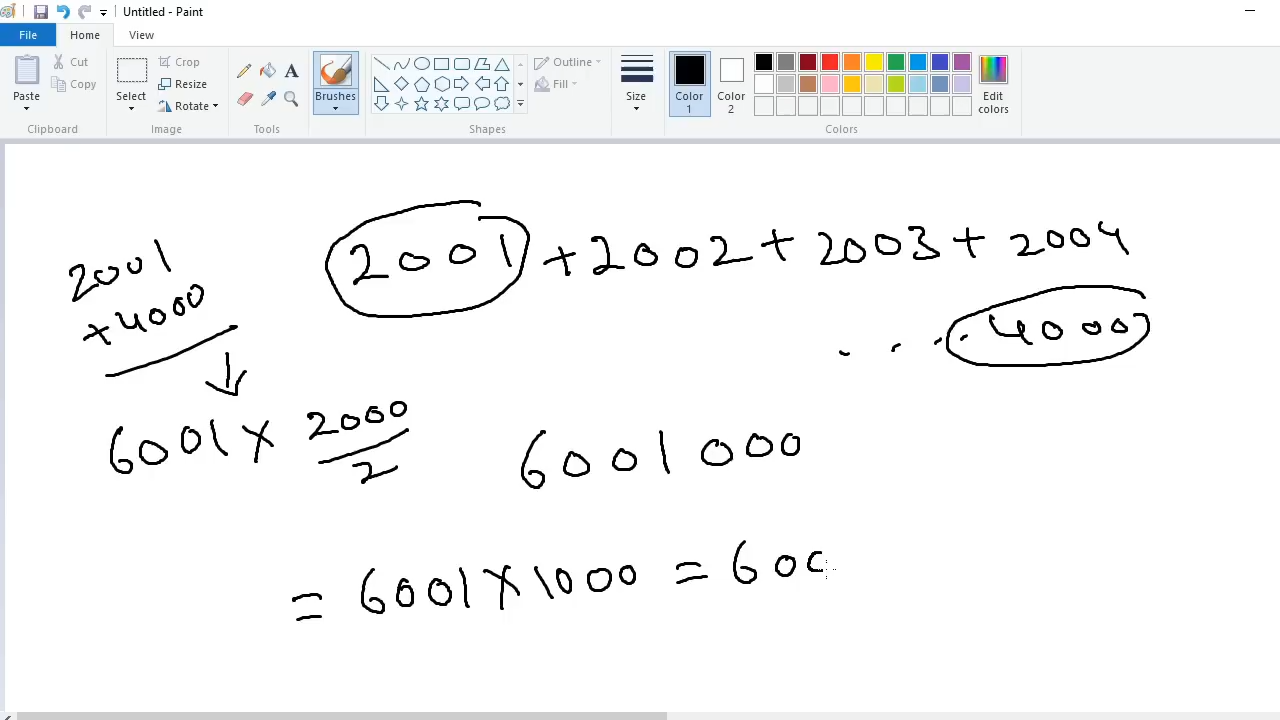 Untitled - Paint
File Home View
Paste Cut Copy Clipboard
Select Crop Resize Rotate Image
Tools
Brushes
Outline Fill Shapes
Size
Color 1 Color 2 Edit colors Colors
2001 + 2002 + 2003 + 2004
.... 4000
2001
+4000
6001 × 2000/2
6001000
= 6001 × 1000 = 600